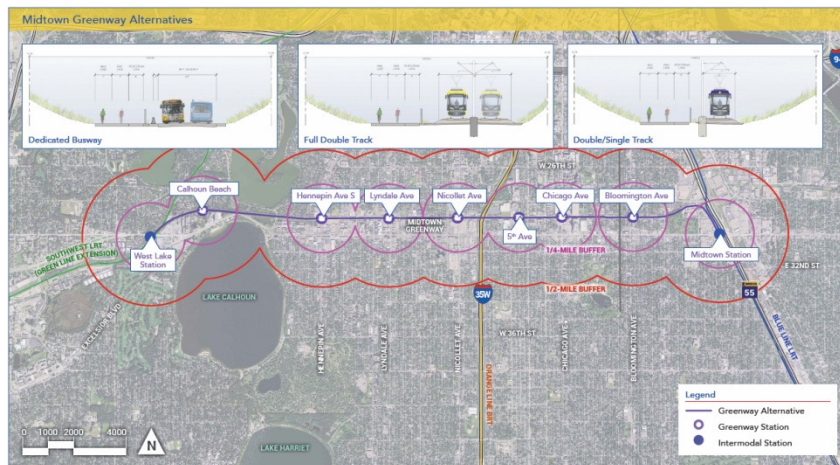 Midtown Greenway Alternatives
94
Dedicated Busway
Full Double Track
Double/Single Track
W 26TH ST
Calhoun Beach
Hennepin Ave S
Lyndale Ave
Nicollet Ave
Chicago Ave
Bloomington Ave
MIDTOWN
GREENWAY
5th Ave
West Lake
Station
Midtown Station
SOUTHWEST LRT
(GREEN LINE EXTENSION)
1/4-MILE BUFFER
E 32ND ST
1/2-MILE BUFFER
35W
55
LAKE CALHOUN
EXCELSIOR BLVD
HENNEPIN AVE
LYNDALE AVE
NICOLLET AVE
W 36TH ST
CHICAGO AVE
BLOOMINGTON AVE
BLUE LINE LRT
ORANGE LINE BRT
Legend
Greenway Alternative
Greenway Station
Intermodal Station
0 1000 2000 4000
N
LAKE HARRIET